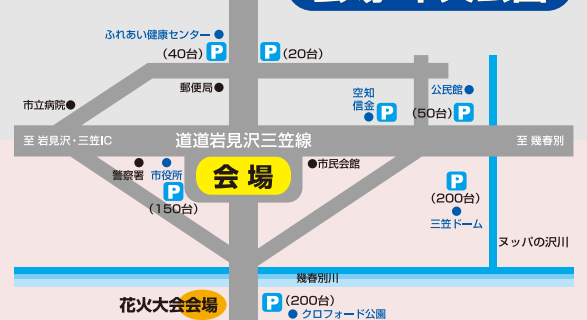 ふれあい健康センター
(40台) P
P (20台)
郵便局
市立病院
空知
信金
P
公民館
(50台) P
至 岩見沢・三笠IC
道道岩見沢三笠線
至 幾春別
警察署
市役所
P
(150台)
会場
市民会館
P
(200台)
三笠ドーム
ヌッパの沢川
幾春別川
花火大会会場
P (200台)
クロフォード公園